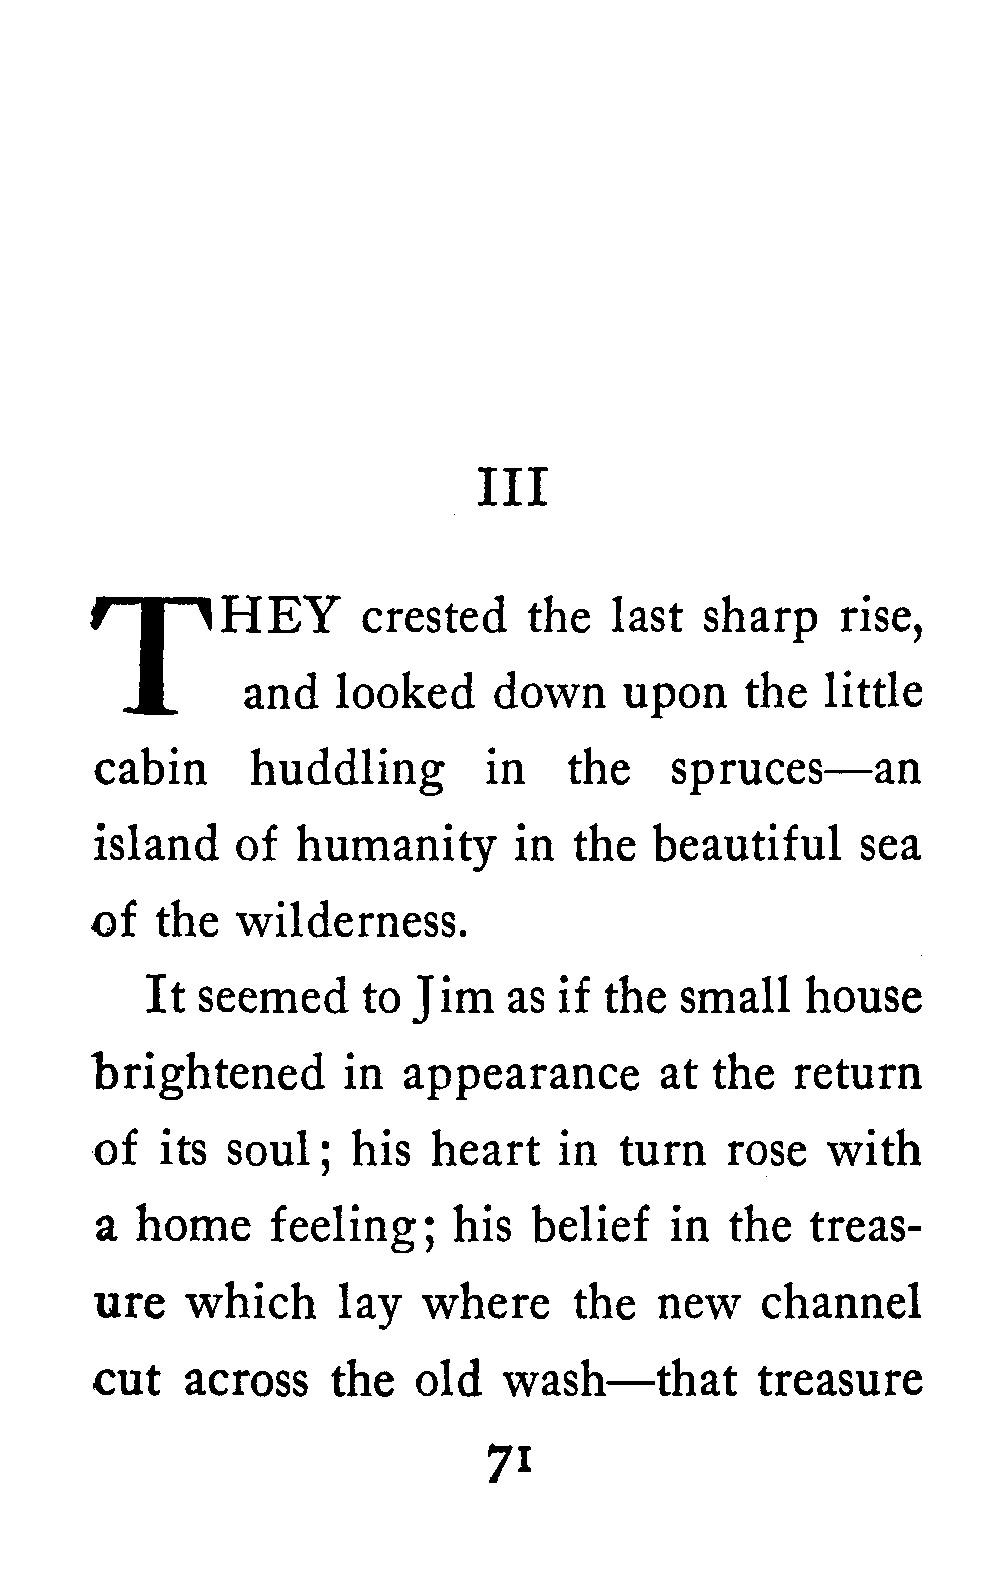 III
THEY crested the last sharp rise,
and looked down upon the little
cabin huddling in the spruces—an
island of humanity in the beautiful sea
of the wilderness.
It seemed to Jim as if the small house
brightened in appearance at the return
of its soul; his heart in turn rose with
a home feeling; his belief in the treas-
ure which lay where the new channel
cut across the old wash—that treasure
71